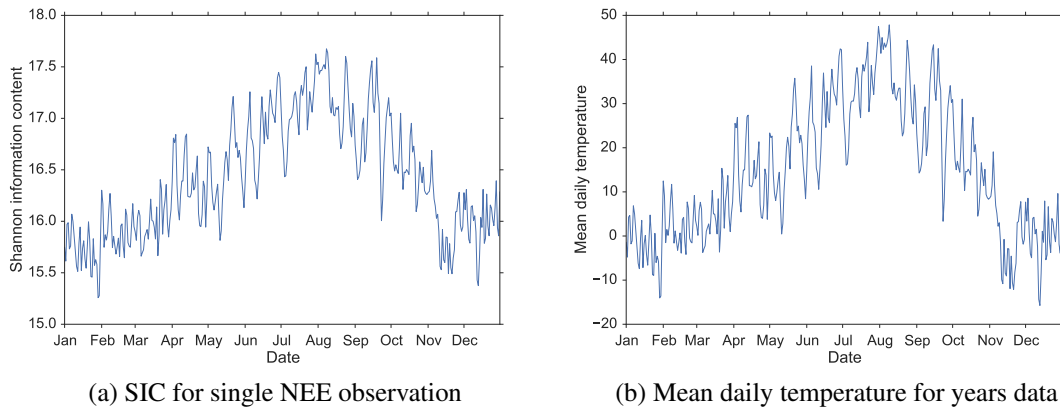 18.0
17.5
17.0
16.5
16.0
15.5
15.0
Shannon information content
Jan Feb Mar Apr May Jun Jul Aug Sep Oct Nov Dec
Date
(a) SIC for single NEE observation
50
40
30
20
10
0
−10
−20
Mean daily temperature
Jan Feb Mar Apr May Jun Jul Aug Sep Oct Nov Dec
Date
(b) Mean daily temperature for years data